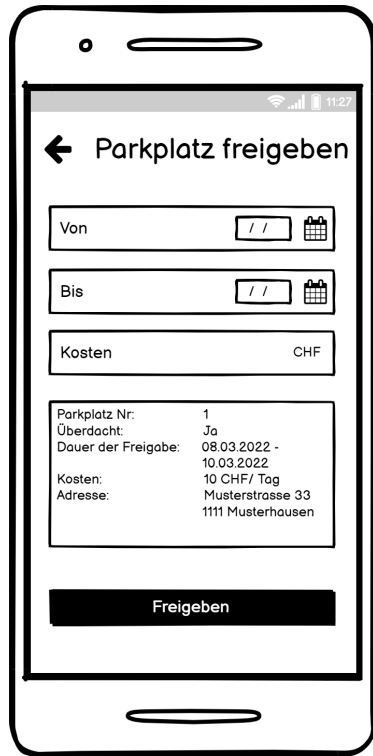 11:27
Parkplatz freigeben
Von / /
Bis / /
Kosten CHF
Parkplatz Nr: 1
Überdacht: Ja
Dauer der Freigabe: 08.03.2022 -
10.03.2022
Kosten: 10 CHF/ Tag
Adresse: Musterstrasse 33
1111 Musterhausen
Freigeben